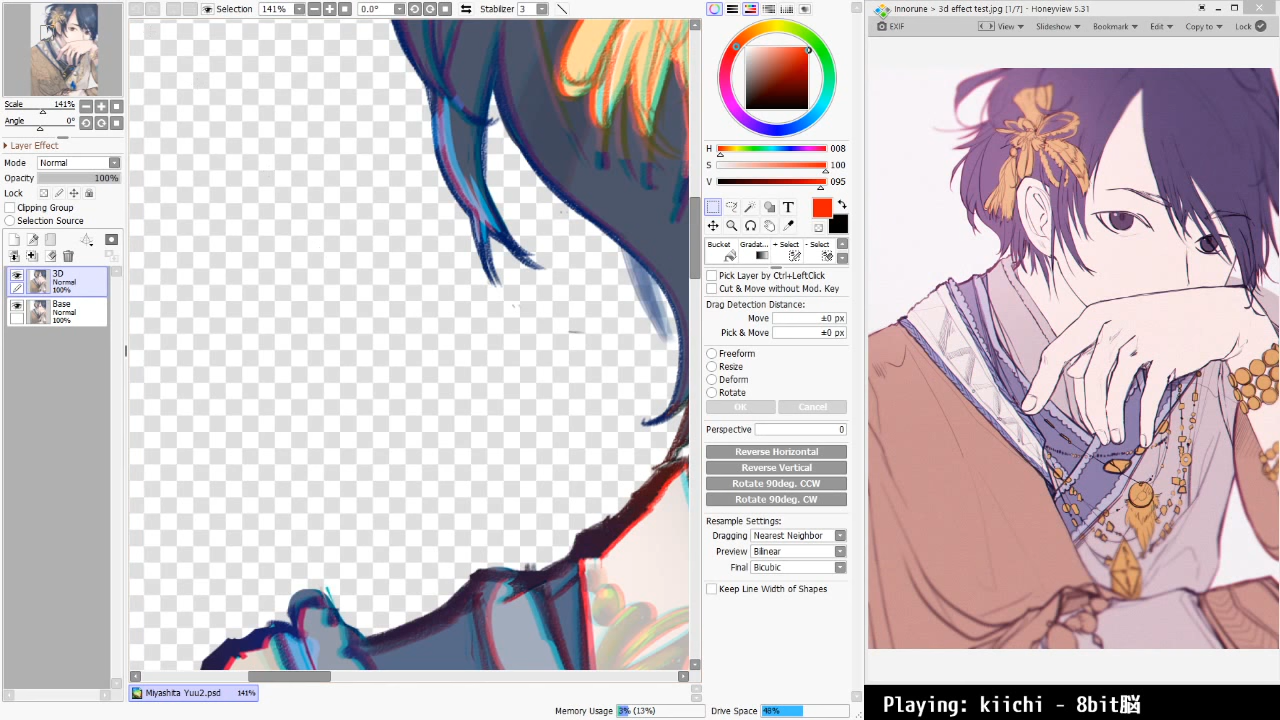 Selection 141% 0.0° Stabilizer 3
Innorune > 3d effect test.jpg [1/7] - Honeyview 5.31
EXIF View Slideshow Bookmark Edit Copy to Lock
Scale 141%
Angle 0°
Layer Effect
Mode Normal
Opacity 100%
Lock
Clipping Group
Selection Source
3D
Normal
100%
Base
Normal
100%
H 008
S 100
V 095
T
Bucket Gradat... + Select - Select
Pick Layer by Ctrl+LeftClick
Cut & Move without Mod. Key
Drag Detection Distance:
Move ±0 px
Pick & Move ±0 px
Freeform
Resize
Deform
Rotate
OK Cancel
Perspective 0
Reverse Horizontal
Reverse Vertical
Rotate 90deg. CCW
Rotate 90deg. CW
Resample Settings:
Dragging Nearest Neighbor
Preview Bilinear
Final Bicubic
Keep Line Width of Shapes
Miyashita Yuu2.psd 141%
Memory Usage 3% (13%) Drive Space 48%
Playing: kiichi - 8bit脳